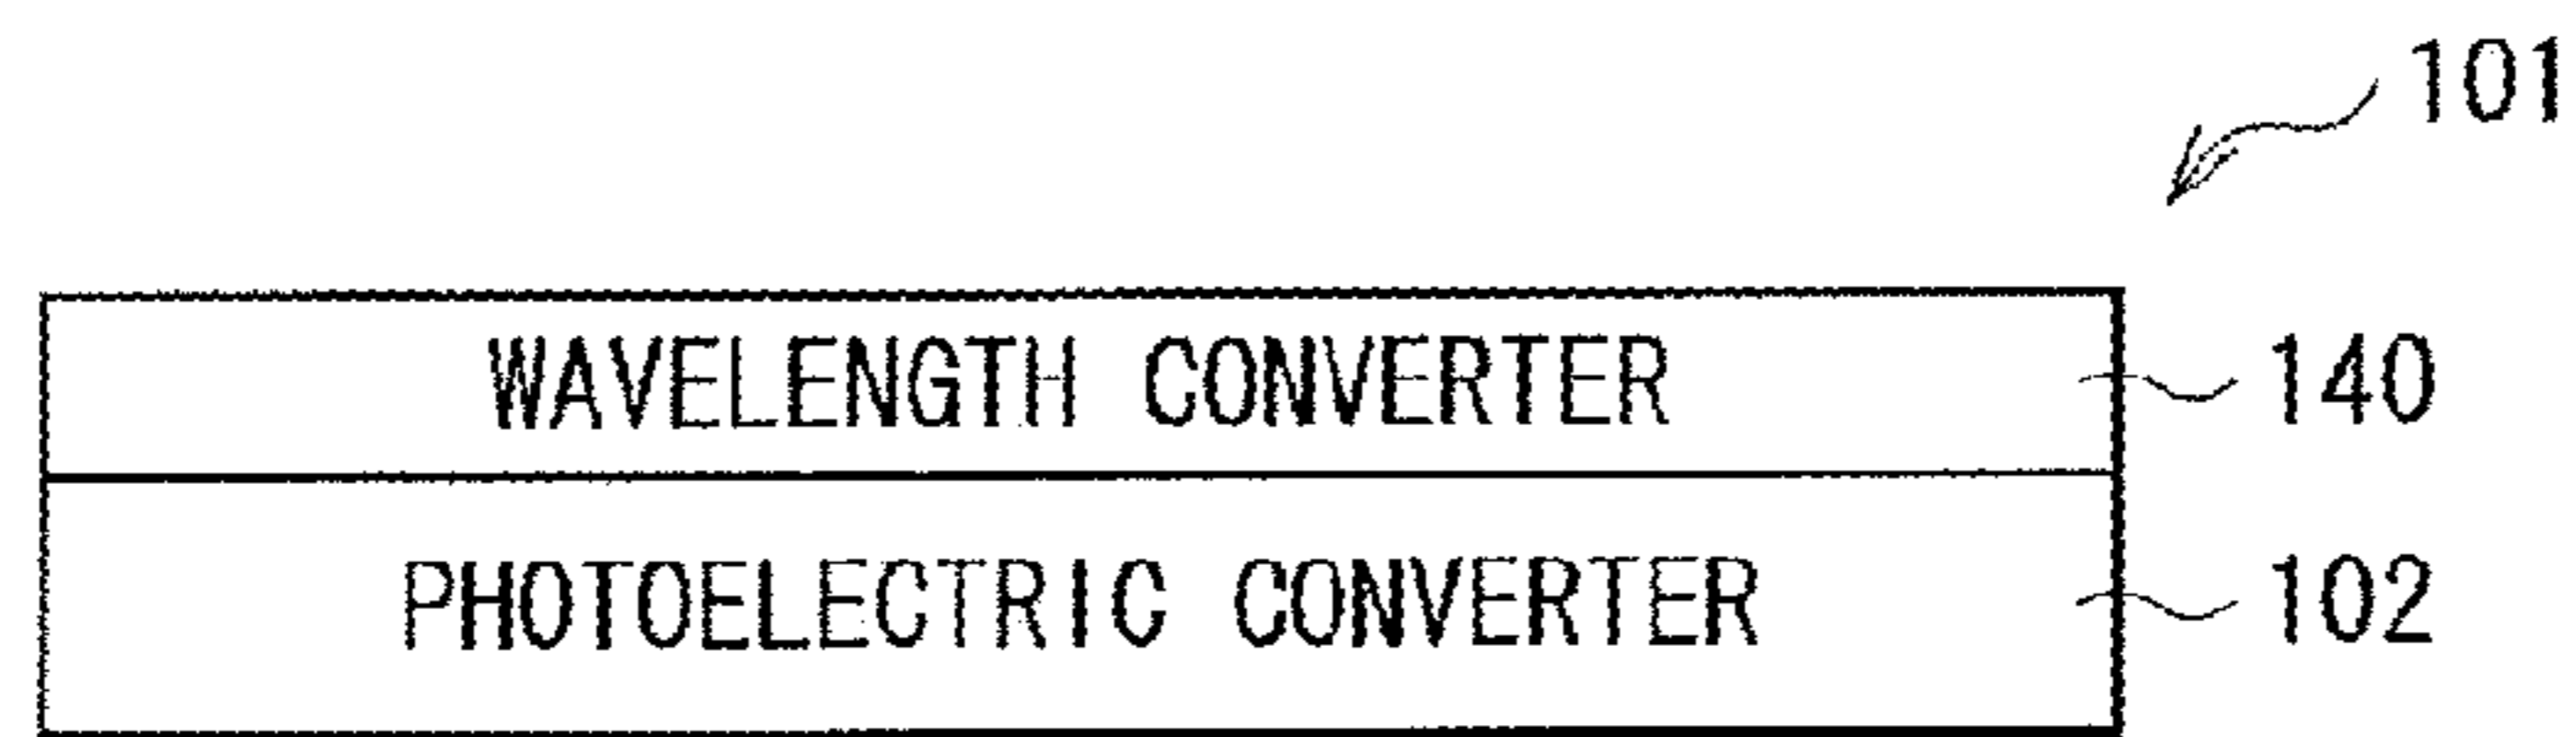 101
WAVELENGTH CONVERTER 140
PHOTOELECTRIC CONVERTER 102